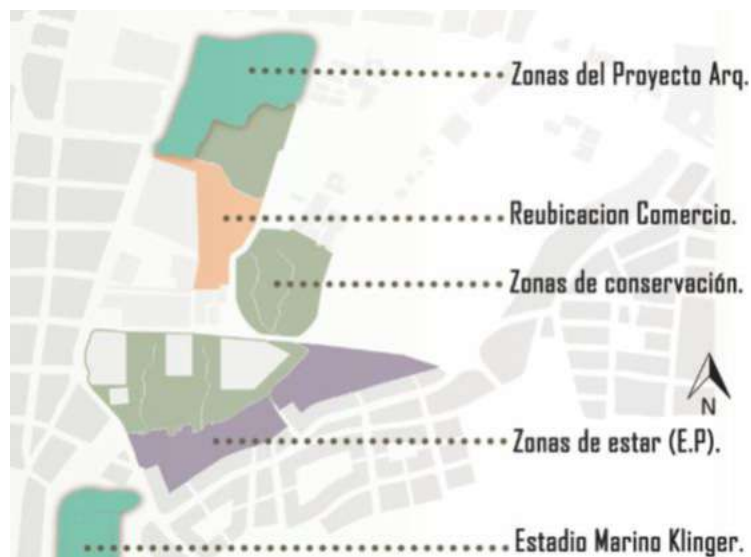 Zonas del Proyecto Arq.
Reubicacion Comercio.
Zonas de conservación.
N
Zonas de estar (E.P).
Estadio Marino Klinger.